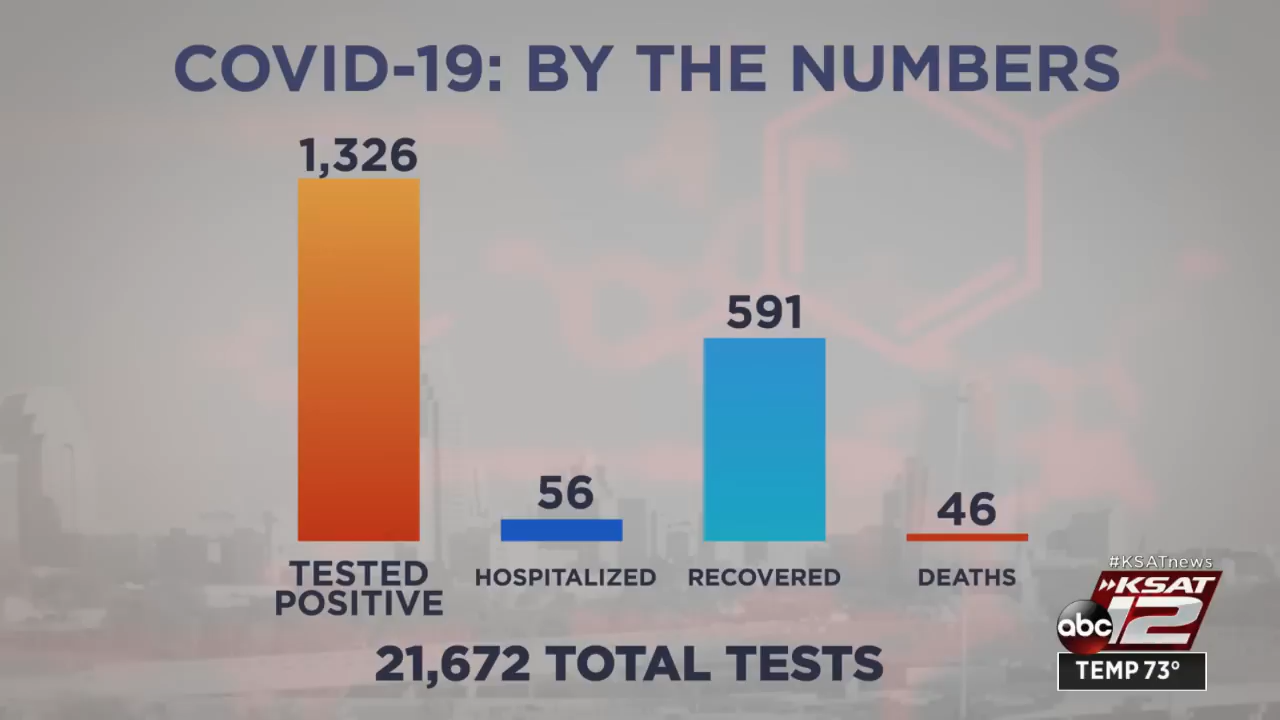 COVID-19: BY THE NUMBERS
1,326
591
56
46
TESTED
POSITIVE
HOSPITALIZED
RECOVERED
DEATHS
21,672 TOTAL TESTS
#KSATnews
KSAT
abc 12
TEMP 73°